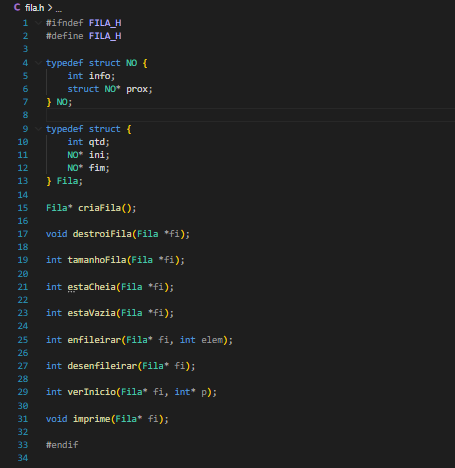 C fila.h > ...
1 #ifndef FILA_H
2 #define FILA_H
3
4 typedef struct NO {
5     int info;
6     struct NO* prox;
7 } NO;
8
9 typedef struct {
10     int qtd;
11     NO* ini;
12     NO* fim;
13 } Fila;
14
15 Fila* criaFila();
16
17 void destroiFila(Fila *fi);
18
19 int tamanhoFila(Fila *fi);
20
21 int estaCheia(Fila *fi);
22
23 int estaVazia(Fila *fi);
24
25 int enfileirar(Fila* fi, int elem);
26
27 int desenfileirar(Fila* fi);
28
29 int verInicio(Fila* fi, int* p);
30
31 void imprime(Fila* fi);
32
33 #endif
34